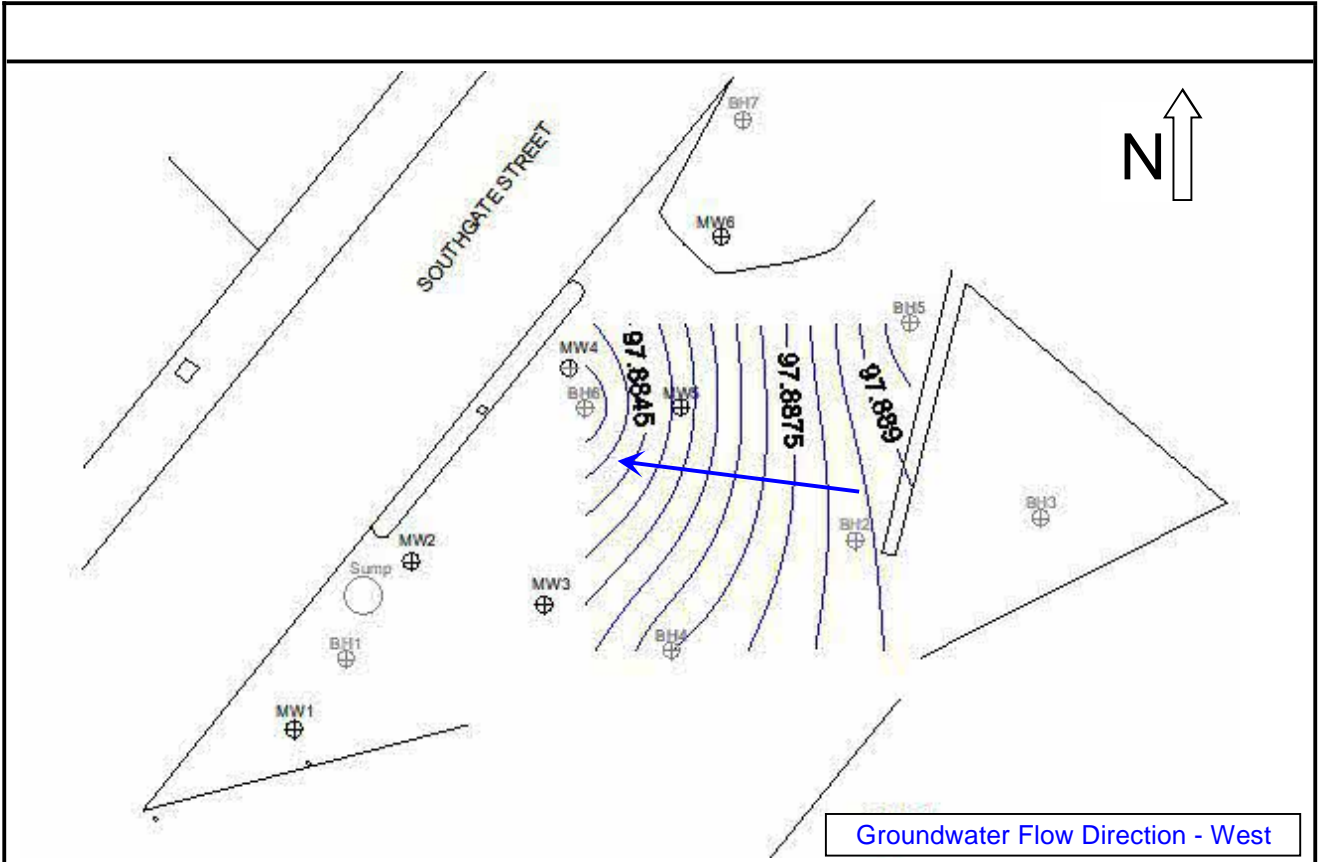 BH7
N
SOUTHGATE STREET
MW6
BH5
MW4
97.8845
97.8875
97.889
BH6
MW5
BH3
BH2
MW2
Sump
MW3
BH4
BH1
MW1
Groundwater Flow Direction - West